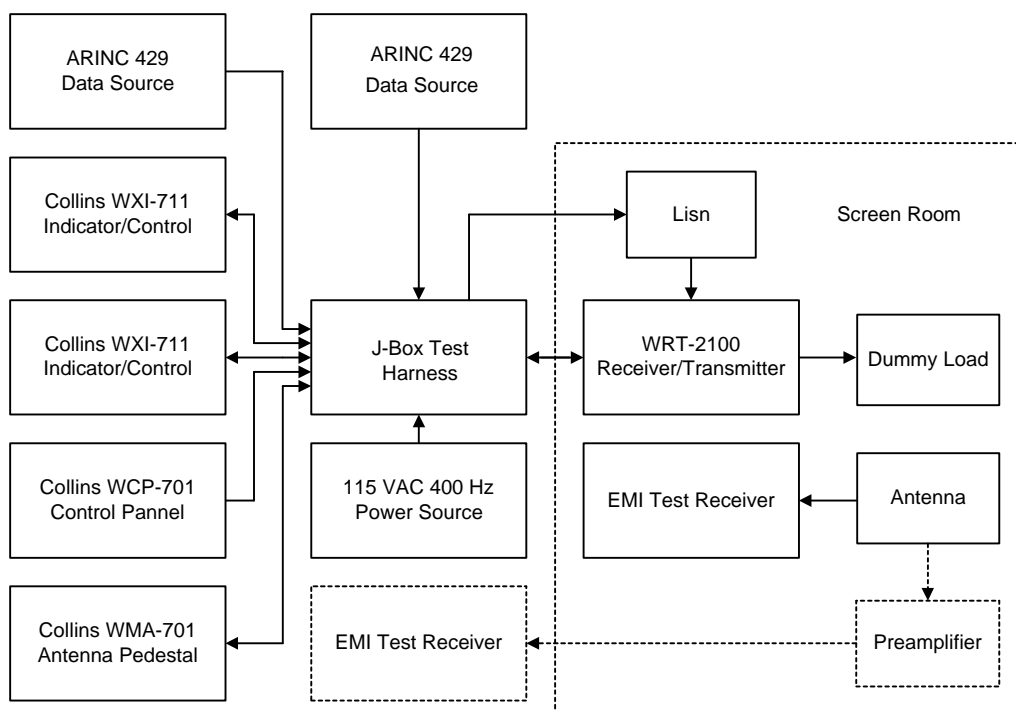 ARINC 429
Data Source
ARINC 429
Data Source
Collins WXI-711
Indicator/Control
Lisn
Screen Room
Collins WXI-711
Indicator/Control
J-Box Test
Harness
WRT-2100
Receiver/Transmitter
Dummy Load
Collins WCP-701
Control Pannel
115 VAC 400 Hz
Power Source
EMI Test Receiver
Antenna
Collins WMA-701
Antenna Pedestal
EMI Test Receiver
Preamplifier